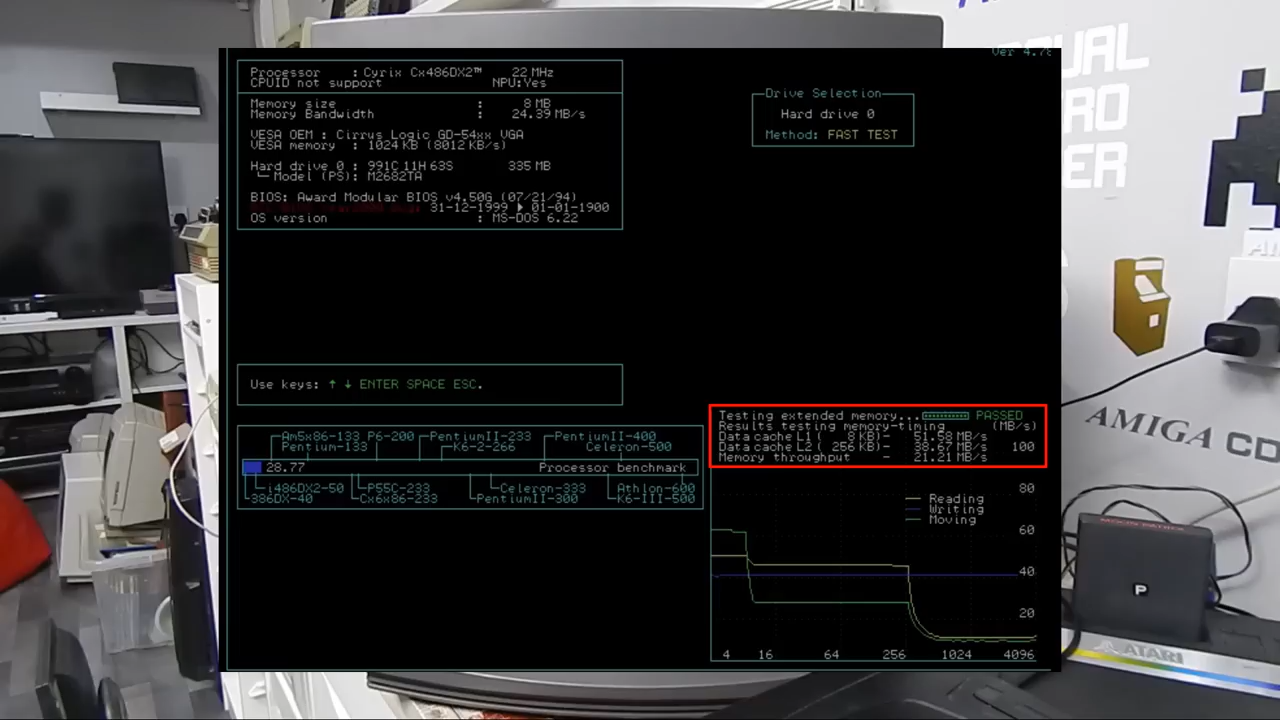 Ver 4.78
Processor : Cyrix Cx486DX2™ 22 MHz
CPUID not support NPU:Yes
Memory size : 8 MB
Memory Bandwidth : 24.39 MB/s
VESA OEM : Cirrus Logic GD-54xx VGA
VESA memory : 1024 KB (8012 KB/s)
Hard drive 0 : 991C 11H 63S 335 MB
Model (PS): M2682TA
BIOS: Award Modular BIOS v4.50G (07/21/94)
31-12-1999 ▶ 01-01-1900
OS version : MS-DOS 6.22
Drive Selection
Hard drive 0
Method: FAST TEST
Use keys: ↑ ↓ ENTER SPACE ESC.
Testing extended memory... PASSED
Results testing memory-timing (MB/s)
Data cache L1 ( 8 KB)- 51.58 MB/s
Data cache L2 ( 256 KB)- 38.67 MB/s 100
Memory throughput - 21.21 MB/s
Am5x86-133 P6-200 PentiumII-233 PentiumII-400
Pentium-133 K6-2-266 Celeron-500
28.77 Processor benchmark
i486DX2-50 P55C-233 Celeron-333 Athlon-600
386DX-40 Cx6x86-233 PentiumII-300 K6-III-500
80
Reading
Writing
Moving
60
40
20
4 16 64 256 1024 4096
UAL
RO
ER
AMIGA CD
MOON PATROL
P
ATARI